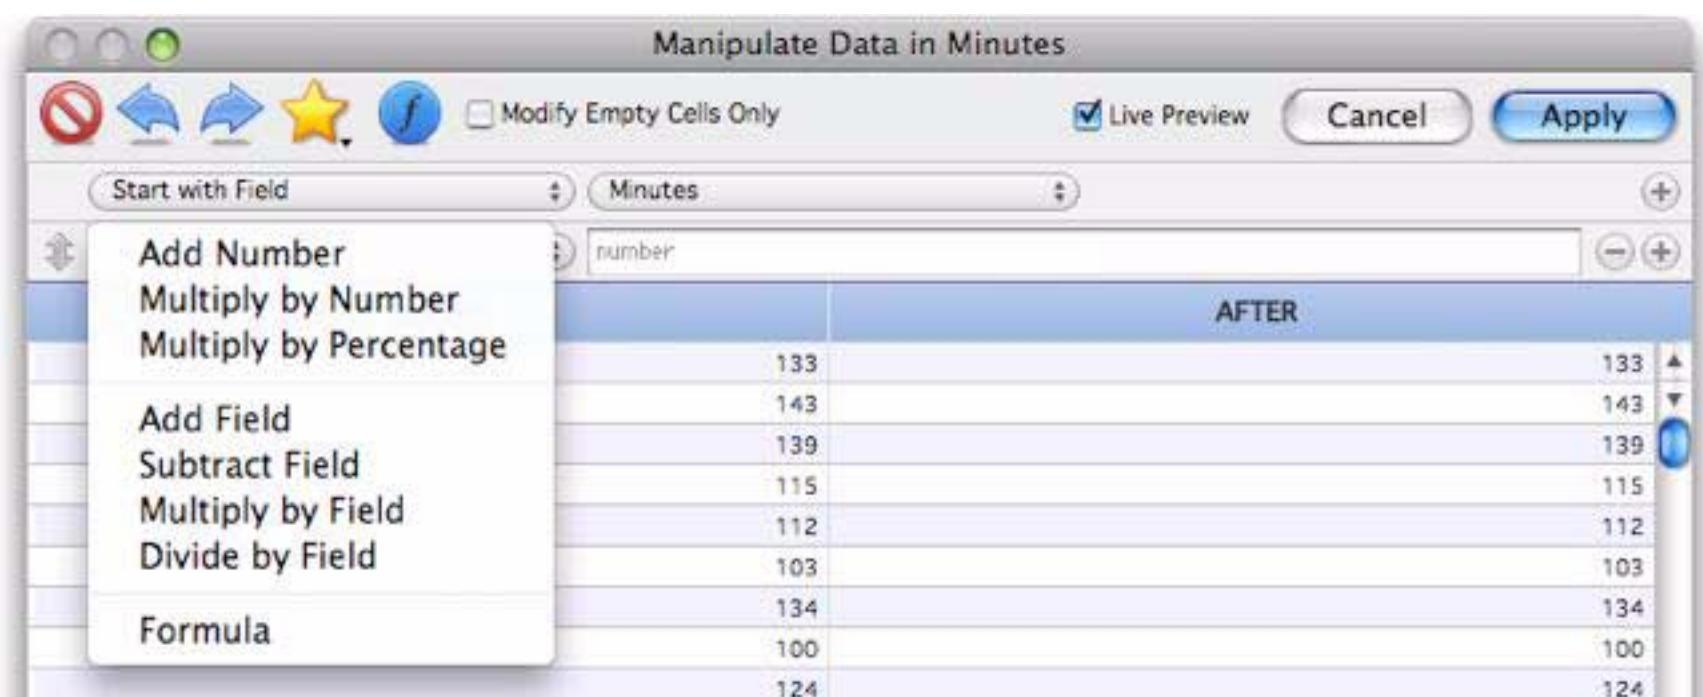 Manipulate Data in Minutes
f Modify Empty Cells Only Live Preview Cancel Apply
Start with Field Minutes
number
Add Number
Multiply by Number
Multiply by Percentage
Add Field
Subtract Field
Multiply by Field
Divide by Field
Formula
AFTER
133 133
143 143
139 139
115 115
112 112
103 103
134 134
100 100
124 124